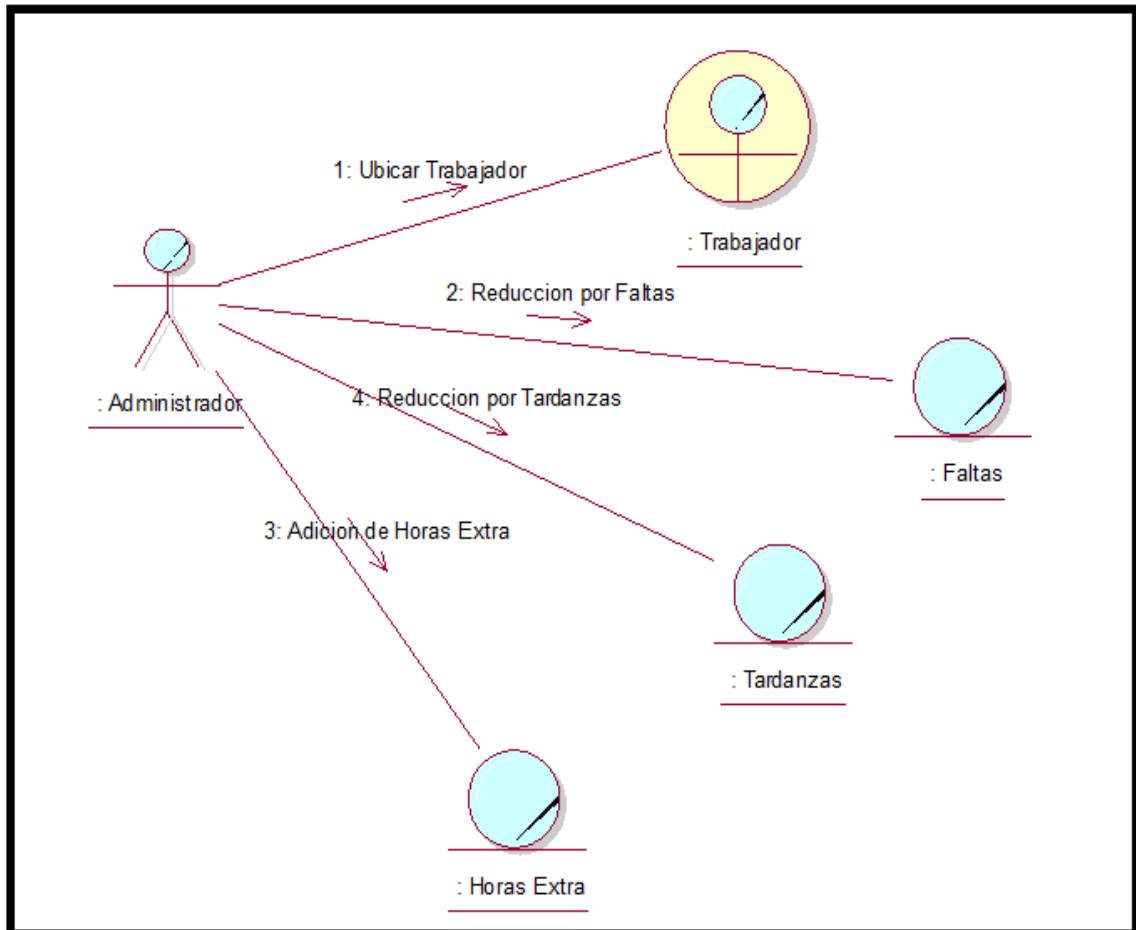 1: Ubicar Trabajador
: Trabajador
2: Reduccion por Faltas
: Administrador
4: Reduccion por Tardanzas
: Faltas
3: Adicion de Horas Extra
: Tardanzas
: Horas Extra